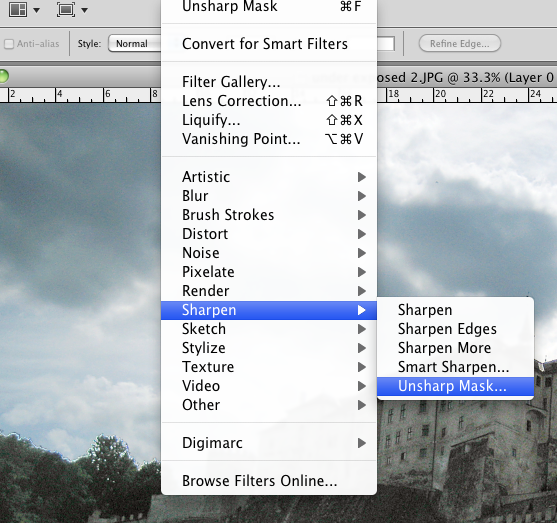 Unsharp Mask ⌘F
Anti-alias Style: Normal Refine Edge...
Convert for Smart Filters
osed 2.JPG @ 33.3% (Layer 0
Filter Gallery...
Lens Correction... ⇧⌘R
Liquify... ⇧⌘X
Vanishing Point... ⌥⌘V
2 4 6 8 18 20 22 24
Artistic
Blur
Brush Strokes
Distort
Noise
Pixelate
Render
Sharpen
Sketch
Stylize
Texture
Video
Other
Digimarc
Browse Filters Online...
Sharpen
Sharpen Edges
Sharpen More
Smart Sharpen...
Unsharp Mask...